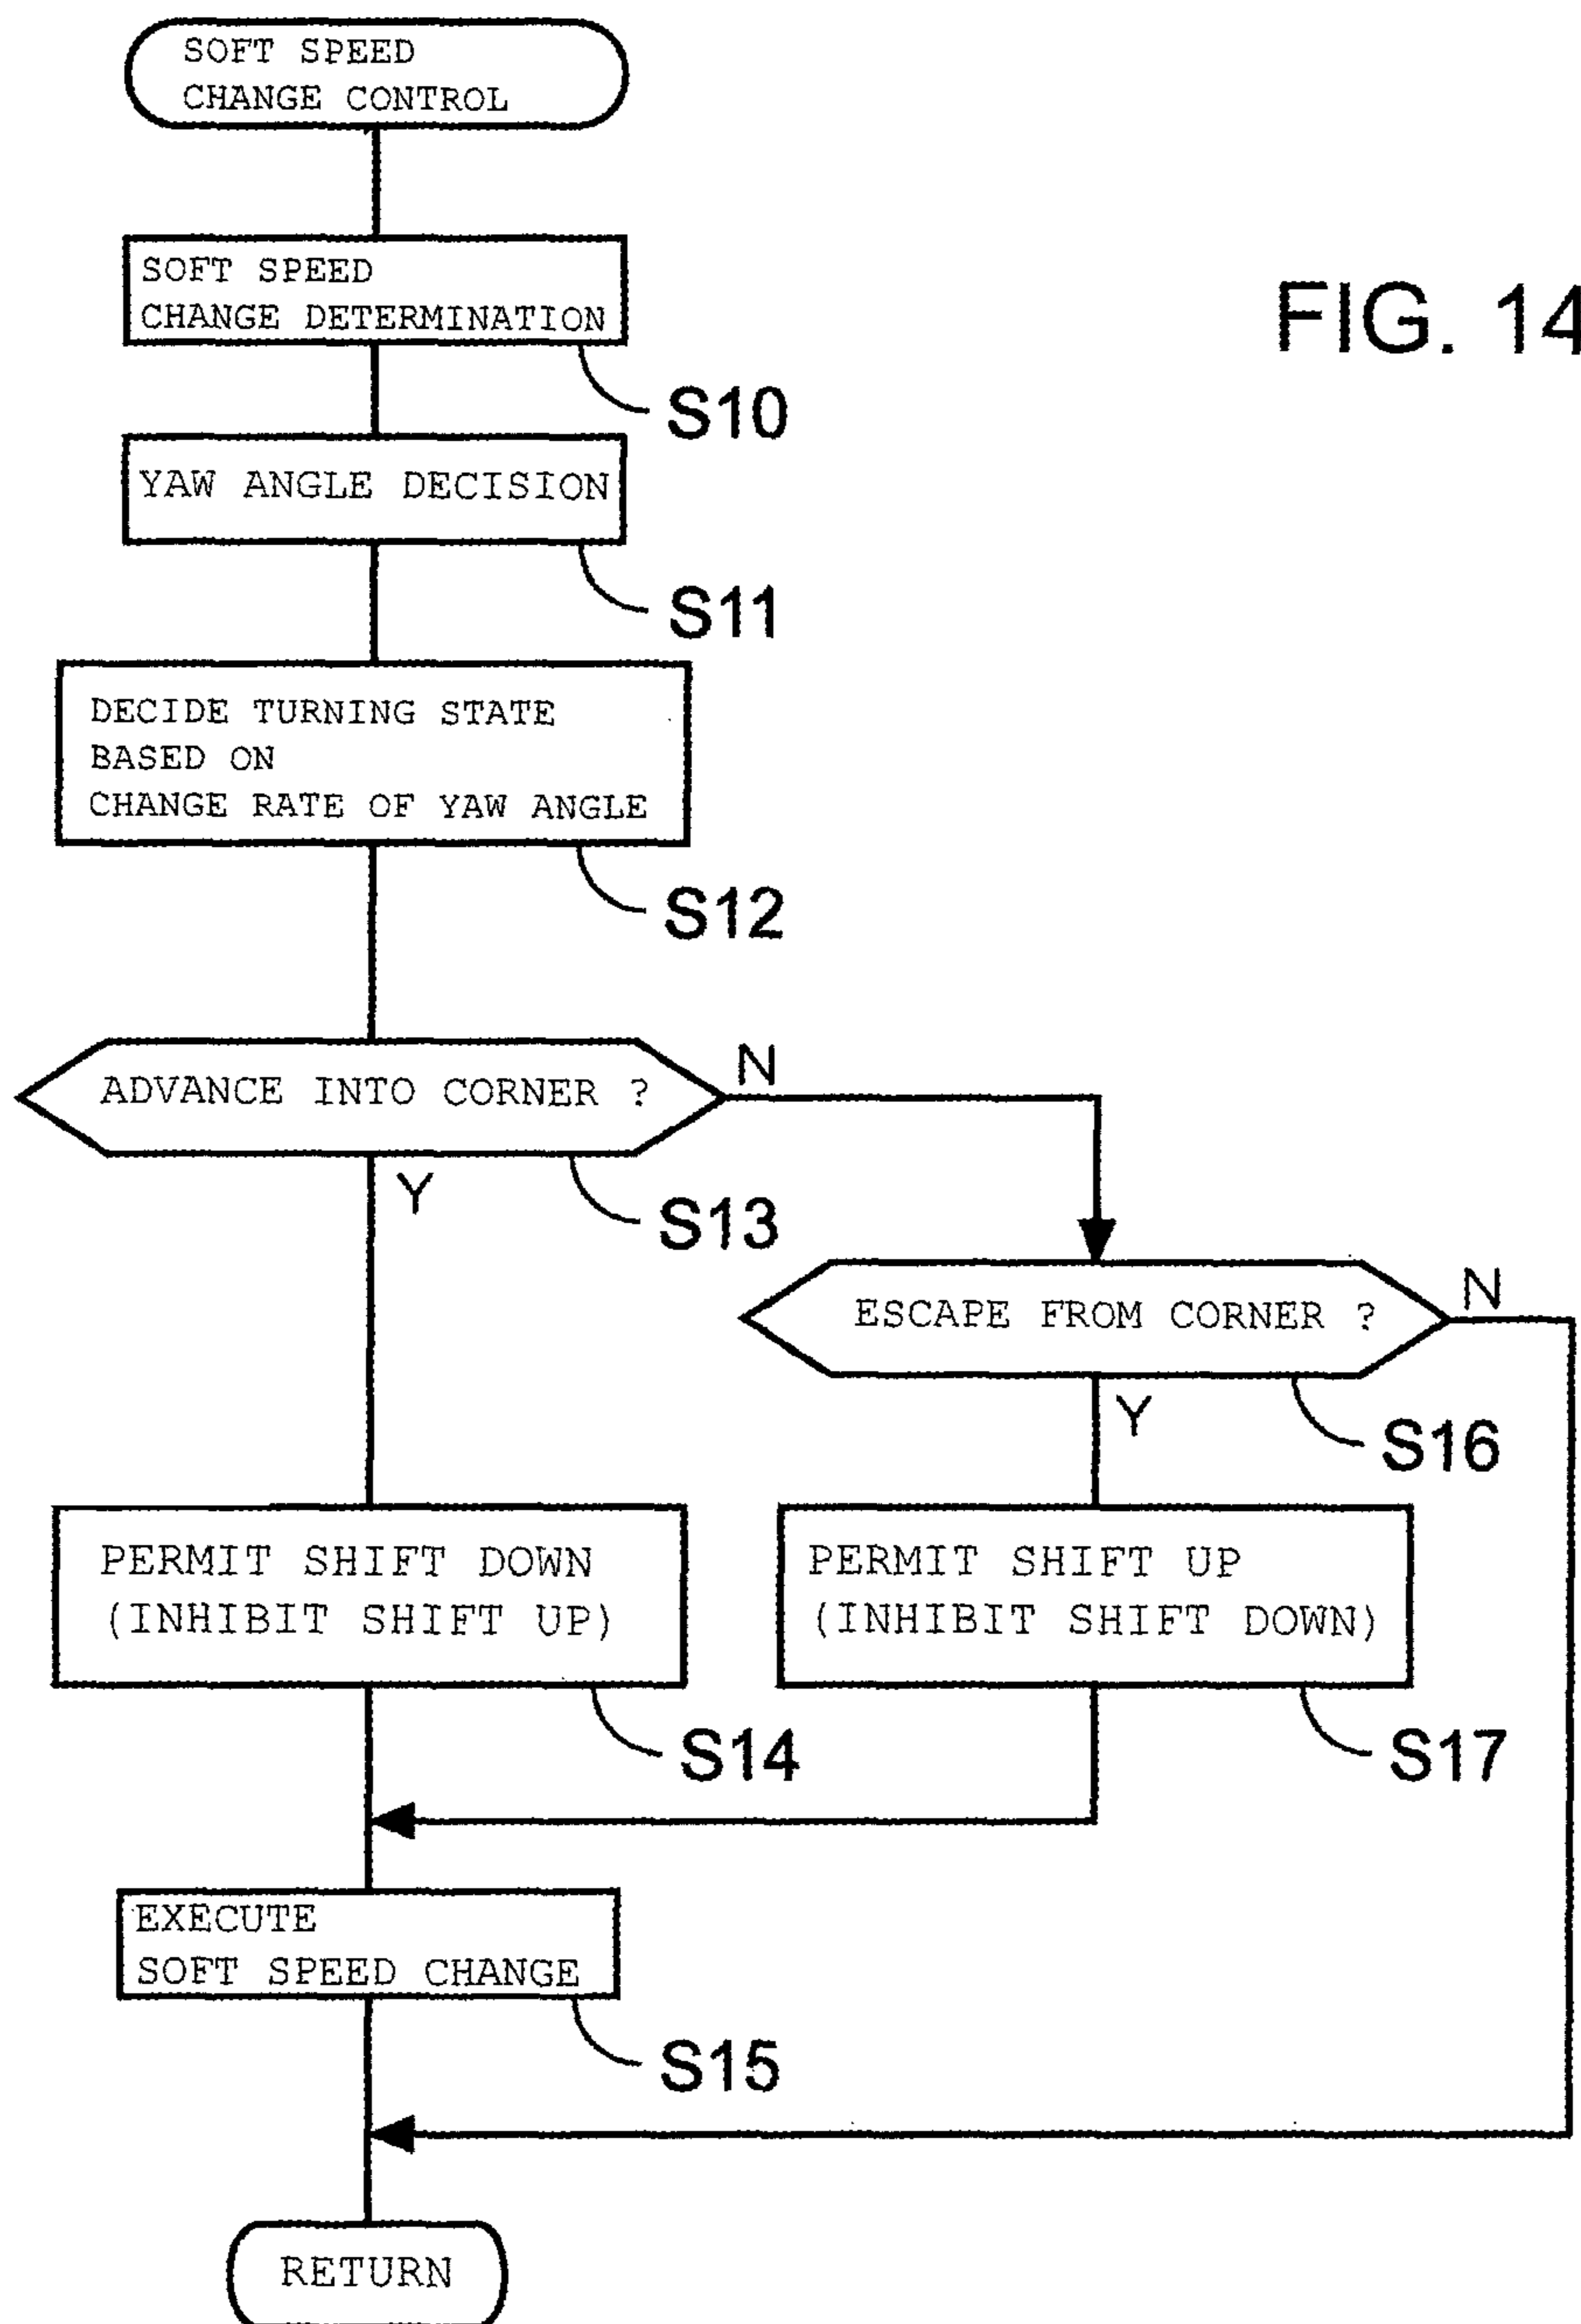 SOFT SPEED
CHANGE CONTROL
SOFT SPEED
CHANGE DETERMINATION
FIG. 14
S10
YAW ANGLE DECISION
S11
DECIDE TURNING STATE
BASED ON
CHANGE RATE OF YAW ANGLE
S12
ADVANCE INTO CORNER ?
N
Y
S13
ESCAPE FROM CORNER ?
N
Y
S16
PERMIT SHIFT DOWN
(INHIBIT SHIFT UP)
S14
PERMIT SHIFT UP
(INHIBIT SHIFT DOWN)
S17
EXECUTE
SOFT SPEED CHANGE
S15
RETURN